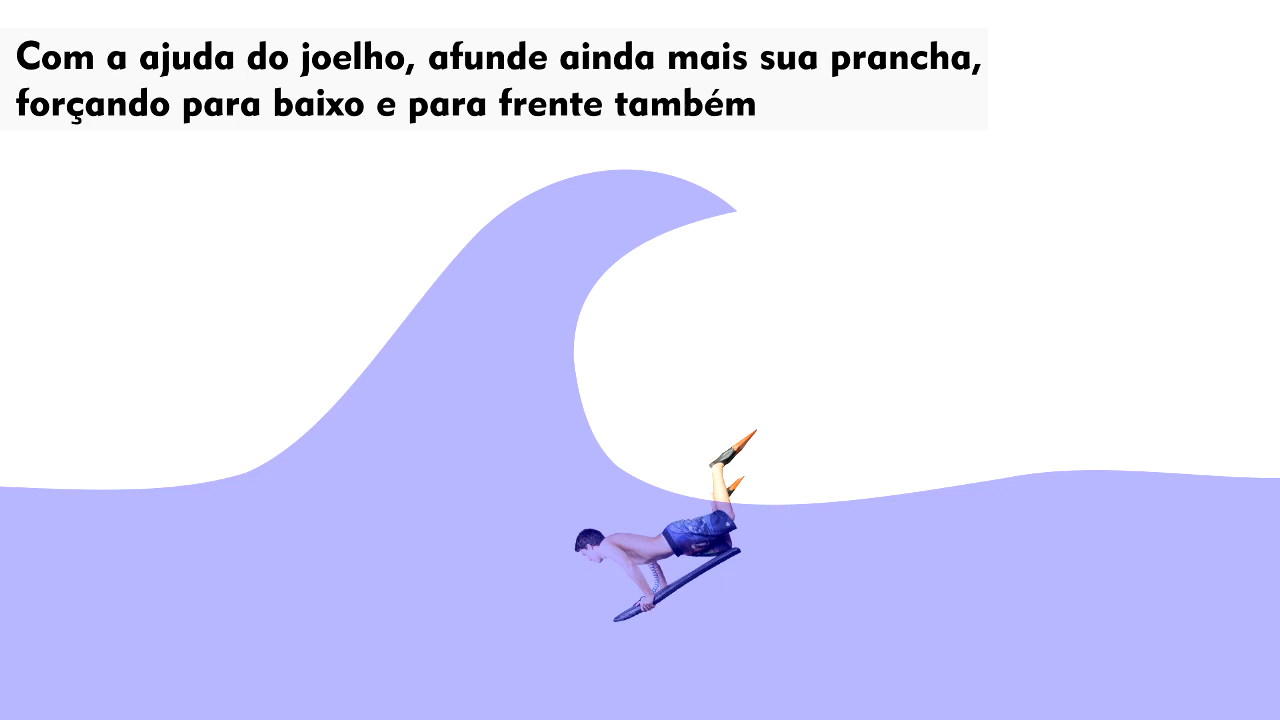 Com a ajuda do joelho, afunde ainda mais sua prancha,
forçando para baixo e para frente também